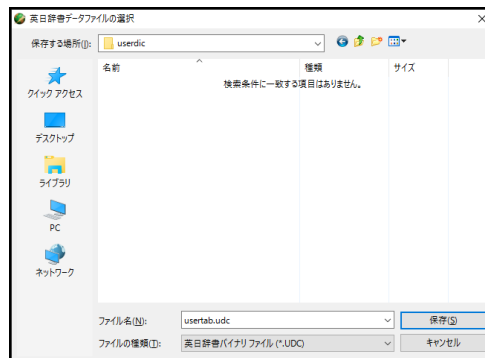 英日辞書データファイルの選択
保存する場所(I):
userdic
名前
種類
サイズ
検索条件に一致する項目はありません。
クイック アクセス
デスクトップ
ライブラリ
PC
ネットワーク
ファイル名(N):
usertab.udc
保存(S)
ファイルの種類(T):
英日辞書バイナリ ファイル (*.UDC)
キャンセル